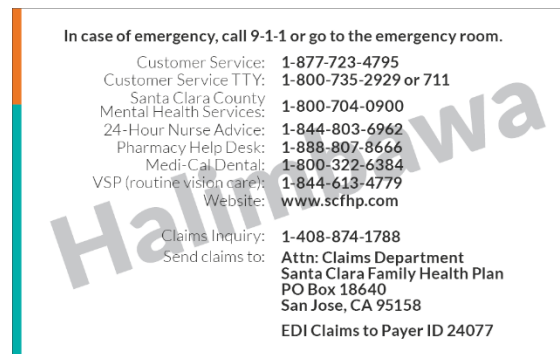 In case of emergency, call 9-1-1 or go to the emergency room.
Customer Service: 1-877-723-4795
Customer Service TTY: 1-800-735-2929 or 711
Santa Clara County
Mental Health Services: 1-800-704-0900
24-Hour Nurse Advice: 1-844-803-6962
Pharmacy Help Desk: 1-888-807-8666
Medi-Cal Dental: 1-800-322-6384
VSP (routine vision care): 1-844-613-4779
Website: www.scfhp.com
Halimbawa
Claims Inquiry: 1-408-874-1788
Send claims to: Attn: Claims Department
Santa Clara Family Health Plan
PO Box 18640
San Jose, CA 95158
EDI Claims to Payer ID 24077